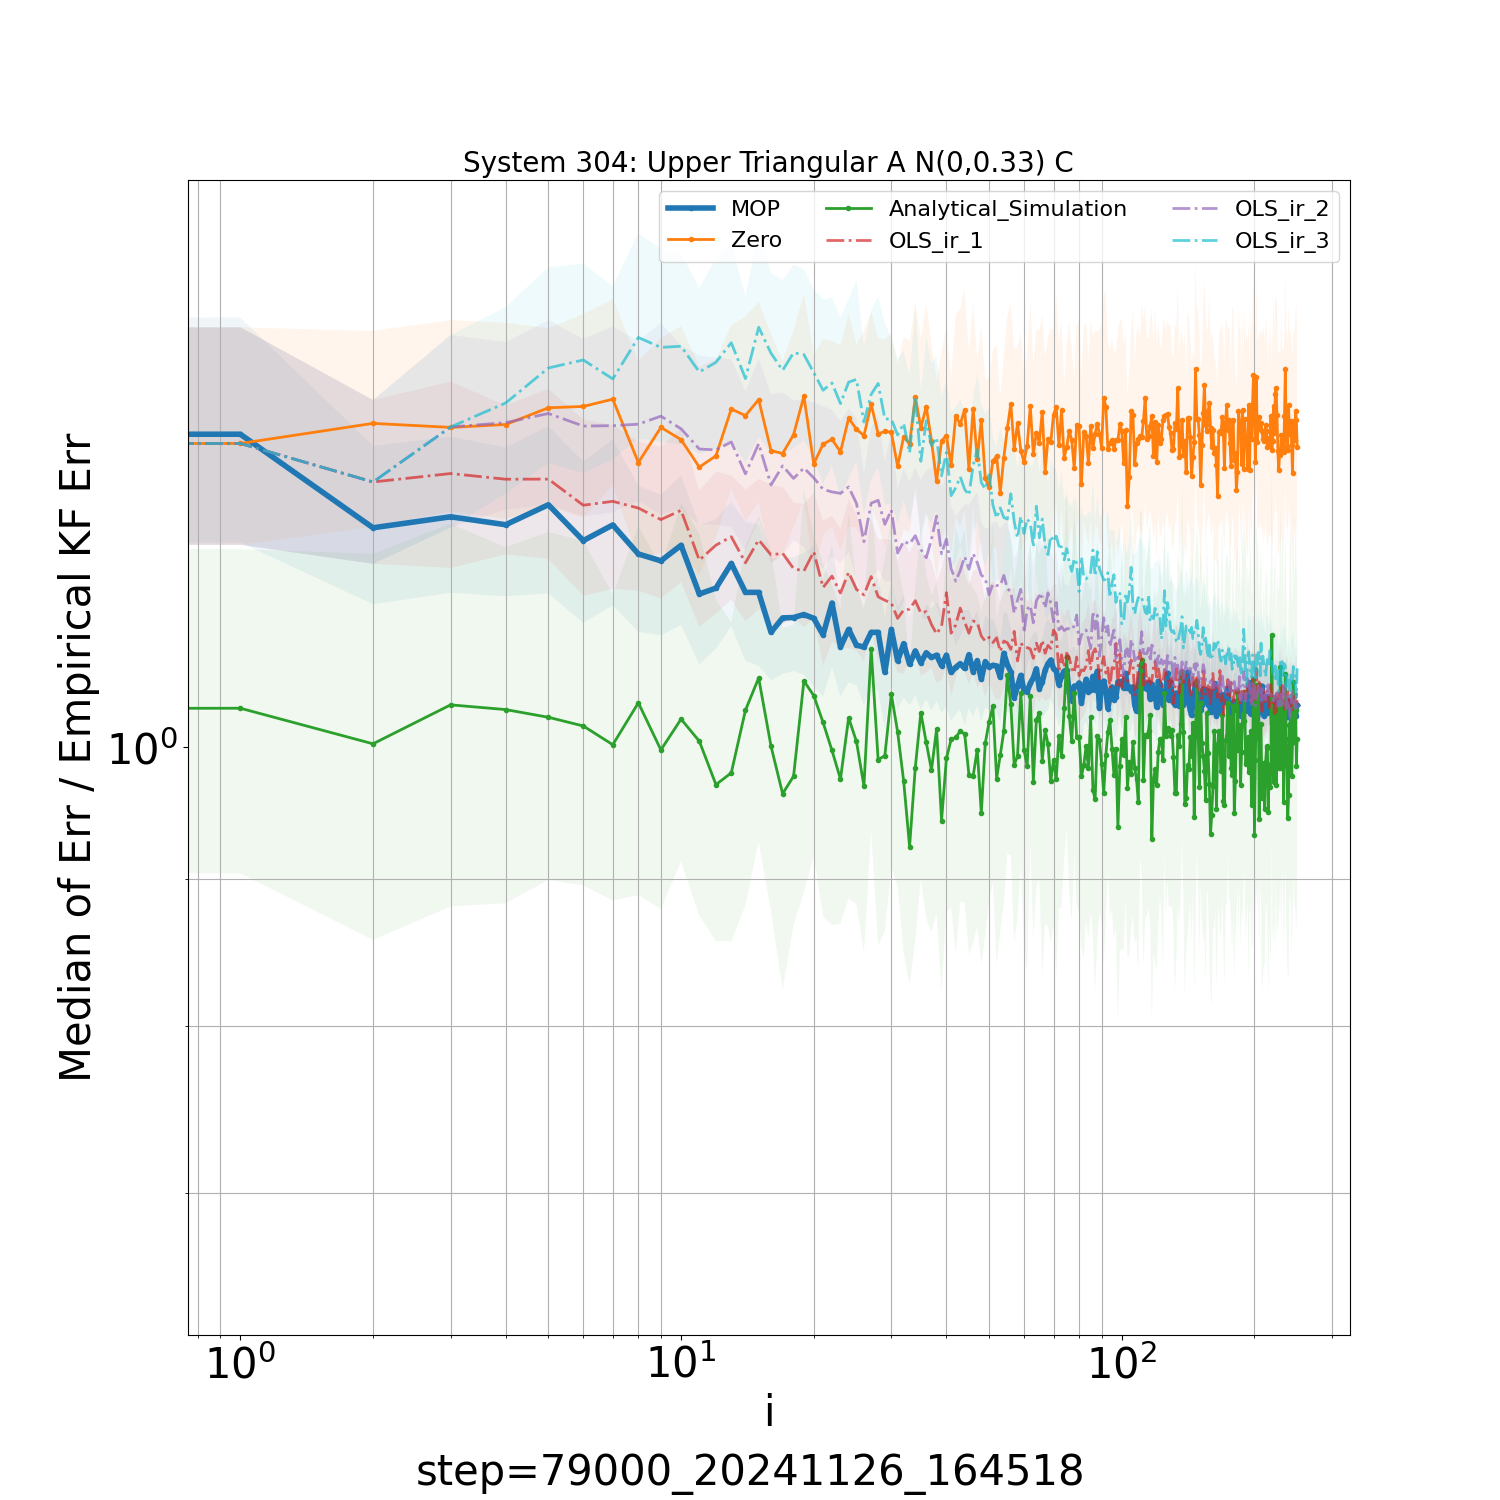 System 304: Upper Triangular A N(0,0.33) C
MOP
Zero
Analytical_Simulation
OLS_ir_1
OLS_ir_2
OLS_ir_3
Median of Err / Empirical KF Err
10⁰
10⁰
10¹
10²
i
step=79000_20241126_164518